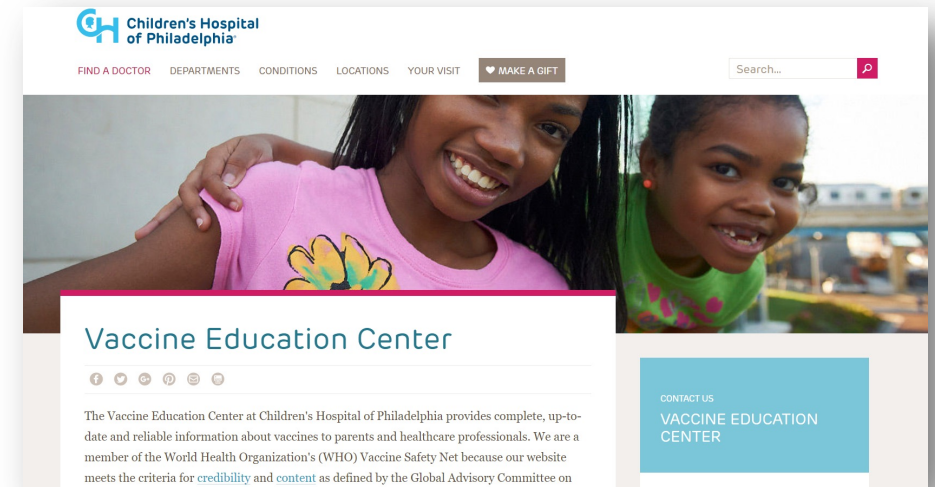 Children's Hospital
of Philadelphia
FIND A DOCTOR DEPARTMENTS CONDITIONS LOCATIONS YOUR VISIT MAKE A GIFT
Search...
Vaccine Education Center
The Vaccine Education Center at Children's Hospital of Philadelphia provides complete, up-to-
date and reliable information about vaccines to parents and healthcare professionals. We are a
member of the World Health Organization's (WHO) Vaccine Safety Net because our website
meets the criteria for credibility and content as defined by the Global Advisory Committee on
CONTACT US
VACCINE EDUCATION
CENTER